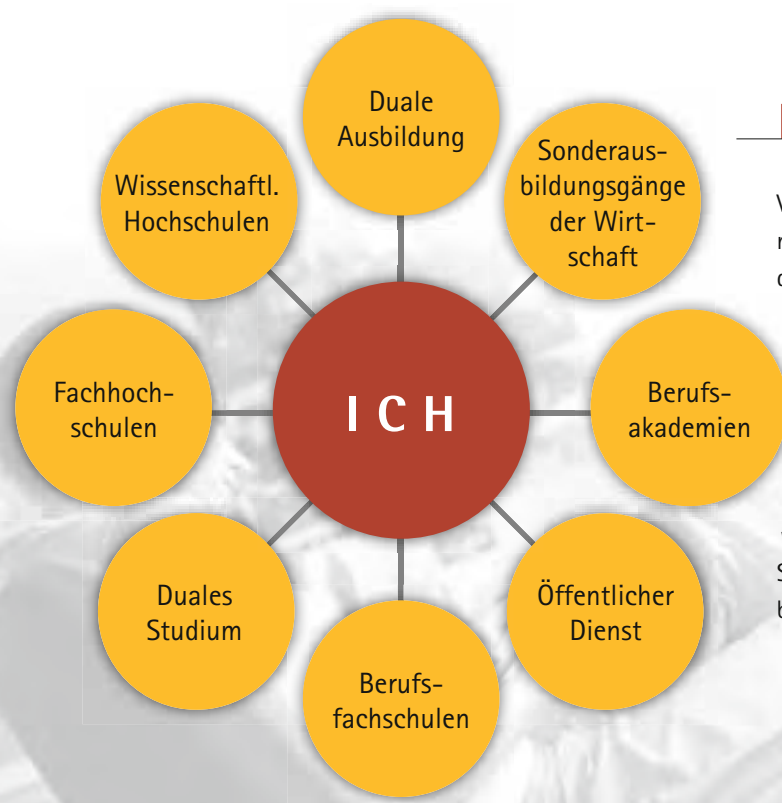 Duale
Ausbildung
Sonderaus-
bildungsgänge
der Wirt-
schaft
Berufs-
akademien
Öffentlicher
Dienst
Berufs-
fachschulen
Duales
Studium
Fachhoch-
schulen
Wissenschaftl.
Hochschulen
I C H